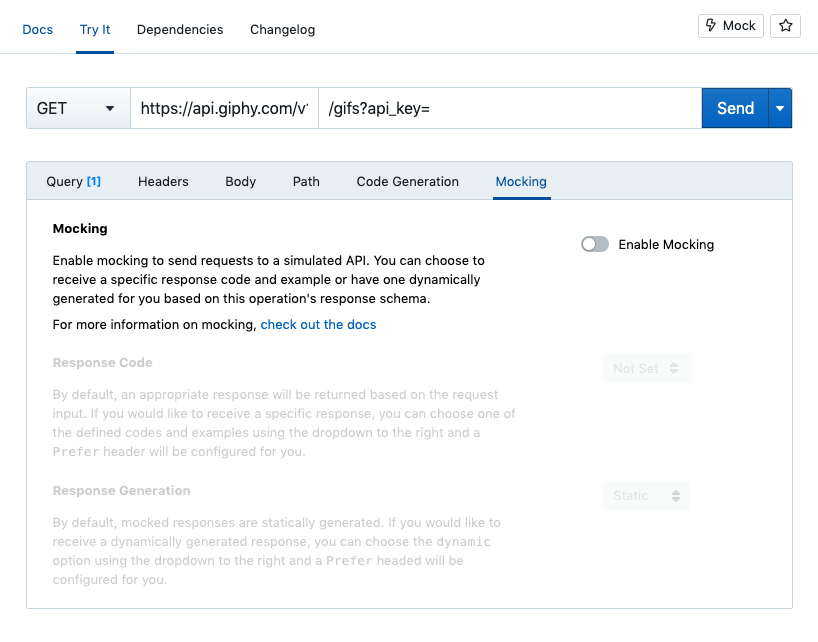 Docs Try It Dependencies Changelog Mock
GET https://api.giphy.com/v1 /gifs?api_key= Send
Query [1] Headers Body Path Code Generation Mocking
Mocking
Enable Mocking
Enable mocking to send requests to a simulated API. You can choose to
receive a specific response code and example or have one dynamically
generated for you based on this operation's response schema.
For more information on mocking, check out the docs
Response Code
Not Set
By default, an appropriate response will be returned based on the request
input. If you would like to receive a specific response, you can choose one of
the defined codes and examples using the dropdown to the right and a
Prefer header will be configured for you.
Response Generation
Static
By default, mocked responses are statically generated. If you would like to
receive a dynamically generated response, you can choose the dynamic
option using the dropdown to the right and a Prefer headed will be
configured for you.